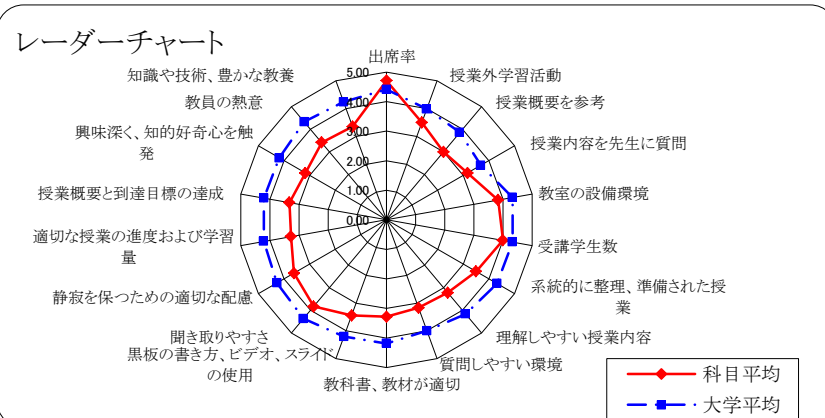 レーダーチャート
出席率
授業外学習活動
授業概要を参考
授業内容を先生に質問
教室の設備環境
受講学生数
系統的に整理、準備された授
業
理解しやすい授業内容
質問しやすい環境
教科書、教材が適切
黒板の書き方、ビデオ、スライド
の使用
聞き取りやすさ
静寂を保つための適切な配慮
適切な授業の進度および学習
量
授業概要と到達目標の達成
興味深く、知的好奇心を触
発
教員の熱意
知識や技術、豊かな教養
5.00
4.00
3.00
2.00
1.00
0.00
科目平均
大学平均